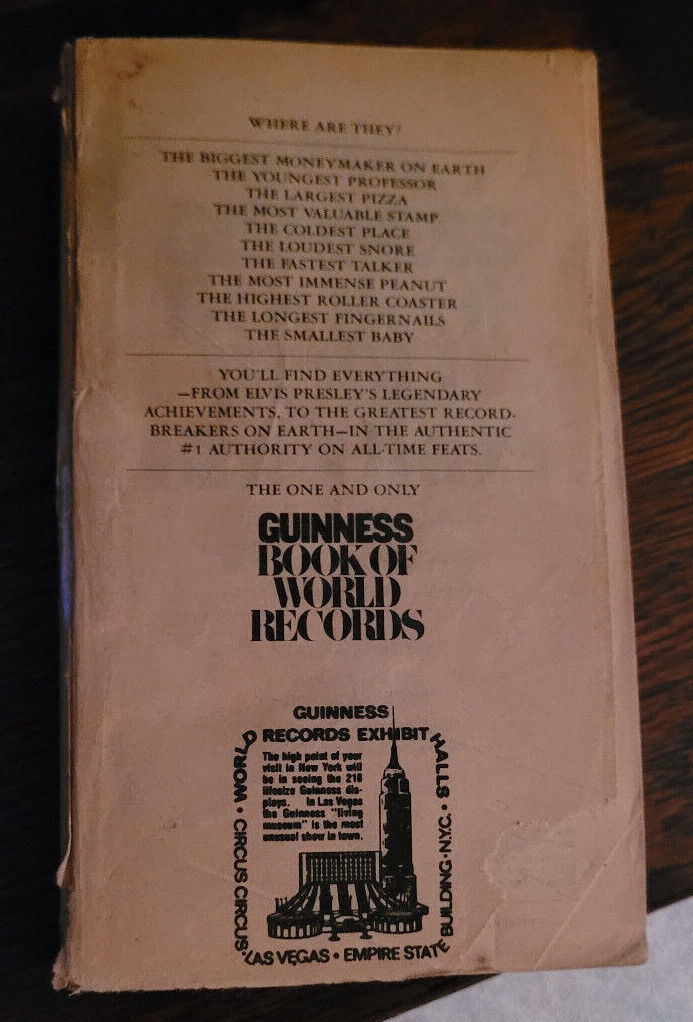 WHERE ARE THEY?
THE BIGGEST MONEYMAKER ON EARTH
THE YOUNGEST PROFESSOR
THE LARGEST PIZZA
THE MOST VALUABLE STAMP
THE COLDEST PLACE
THE LOUDEST SNORE
THE FASTEST TALKER
THE MOST IMMENSE PEANUT
THE HIGHEST ROLLER COASTER
THE LONGEST FINGERNAILS
THE SMALLEST BABY
YOU'LL FIND EVERYTHING
—FROM ELVIS PRESLEY'S LEGENDARY
ACHIEVEMENTS, TO THE GREATEST RECORD-
BREAKERS ON EARTH—IN THE AUTHENTIC
#1 AUTHORITY ON ALL-TIME FEATS.
THE ONE AND ONLY
GUINNESS
BOOK OF
WORLD
RECORDS
GUINNESS
WORLD RECORDS EXHIBIT HALLS •
The high point of your
visit in New York will
be in seeing the 216
lifesize Guinness dis-
plays. In Las Vegas
the Guinness "living
museum" is the most
unusual show in town.
NOW • CIRCUS CIRCUS •
LAS VEGAS • EMPIRE STATE
BUILDING • N.Y.C.